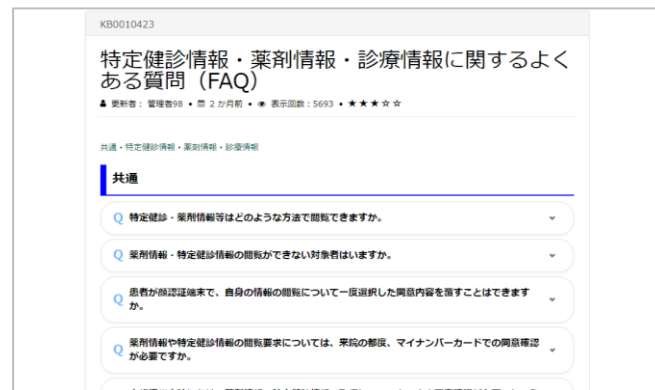 KB0010423
特定健診情報・薬剤情報・診療情報に関するよく
ある質問（FAQ）
更新者： 管理者98 • 2 か月前 • 表示回数 : 5693 • ★★★☆☆
共通・特定健診情報・薬剤情報・診療情報
共通
Q 特定健診・薬剤情報等はどのような方法で閲覧できますか。
Q 薬剤情報・特定健診情報の閲覧ができない対象者はいますか。
Q 患者が顔認証端末で、自身の情報の閲覧について一度選択した同意内容を覆すことはできます
か。
Q 薬剤情報や特定健診情報の閲覧要求については、来院の都度、マイナンバーカードでの同意確認
が必要ですか。